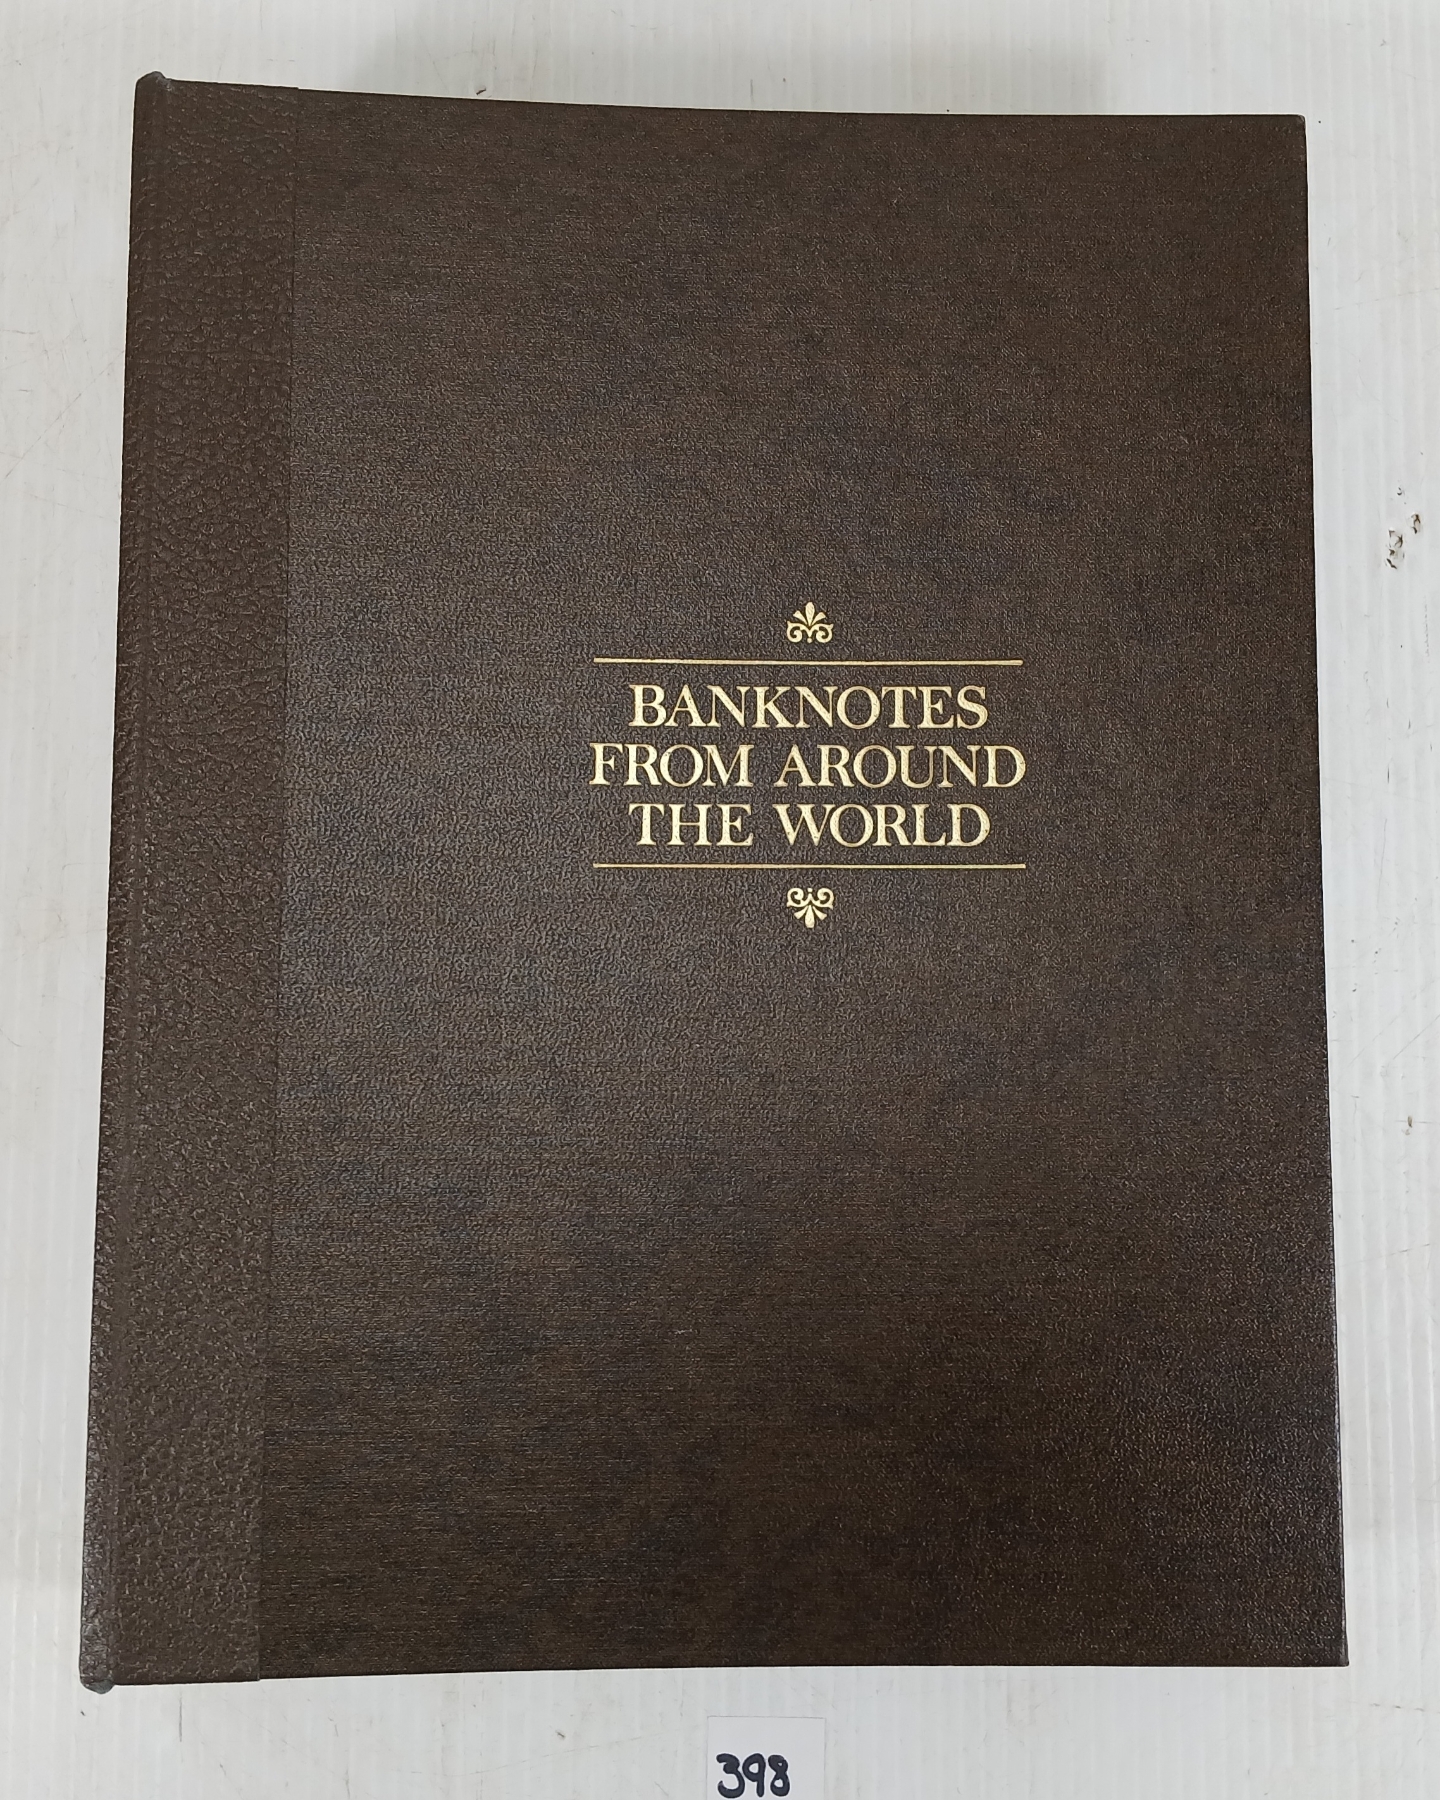 BANKNOTES
FROM AROUND
THE WORLD
398